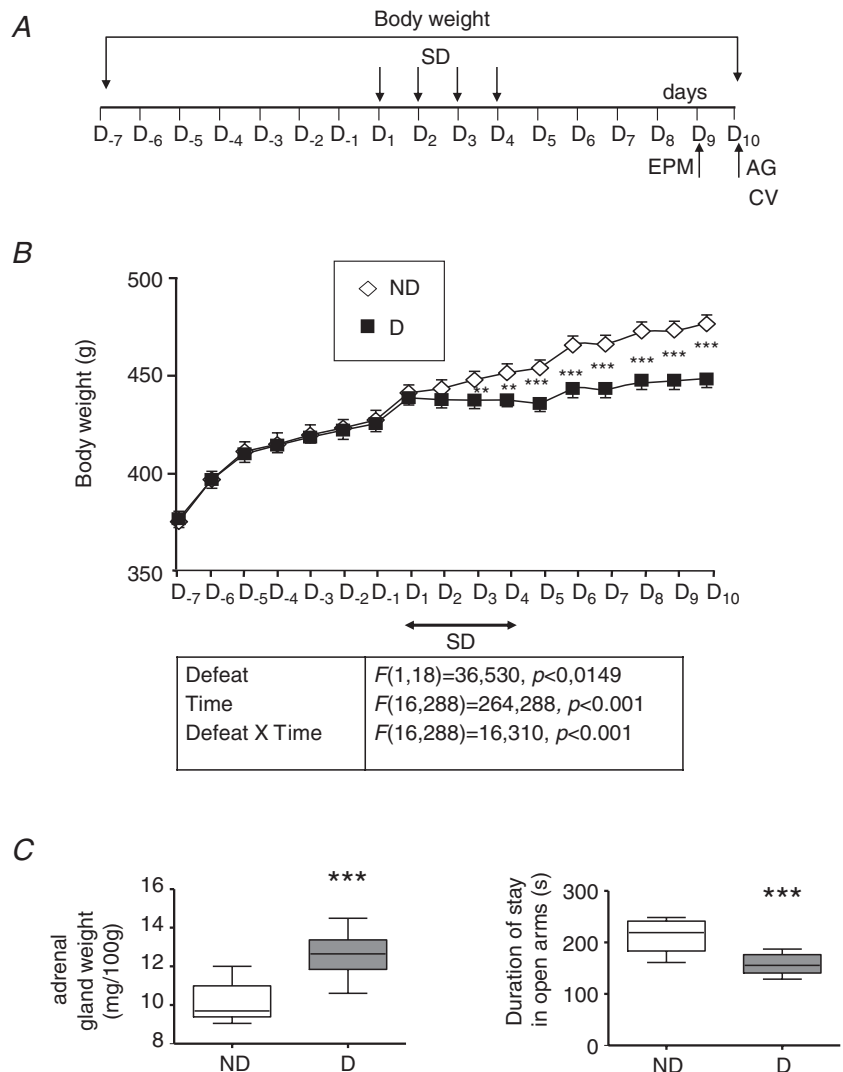 A
Body weight
SD
days
D-7 D-6 D-5 D-4 D-3 D-2 D-1 D1 D2 D3 D4 D5 D6 D7 D8 D9 D10
EPM AG
CV
B
500
450
400
350
Body weight (g)
ND
D
** ** *** *** *** *** *** ***
D-7 D-6 D-5 D-4 D-3 D-2 D-1 D1 D2 D3 D4 D5 D6 D7 D8 D9 D10
SD
Defeat F(1,18)=36,530, p<0,0149
Time F(16,288)=264,288, p<0.001
Defeat X Time F(16,288)=16,310, p<0.001
C
adrenal
gland weight
(mg/100g)
16
14
12
10
8
***
ND D
Duration of stay
in open arms (s)
300
200
100
0
***
ND D